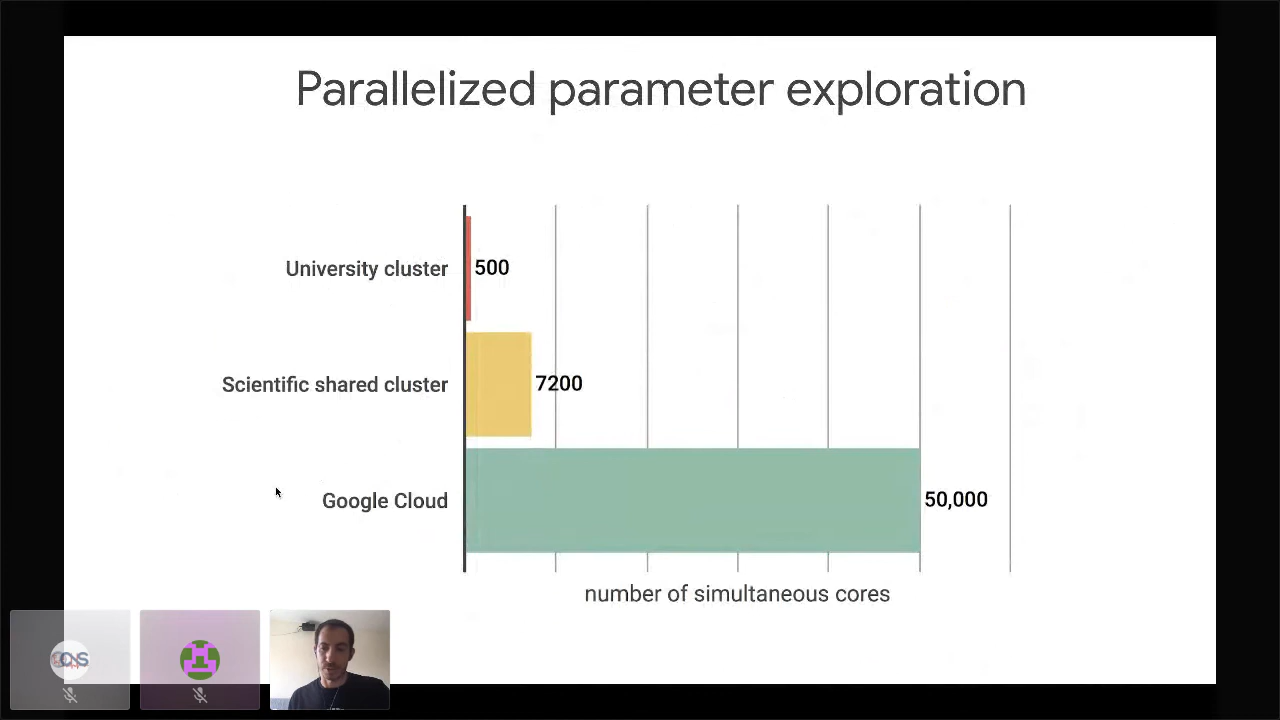 Parallelized parameter exploration
University cluster
500
Scientific shared cluster
7200
Google Cloud
50,000
number of simultaneous cores